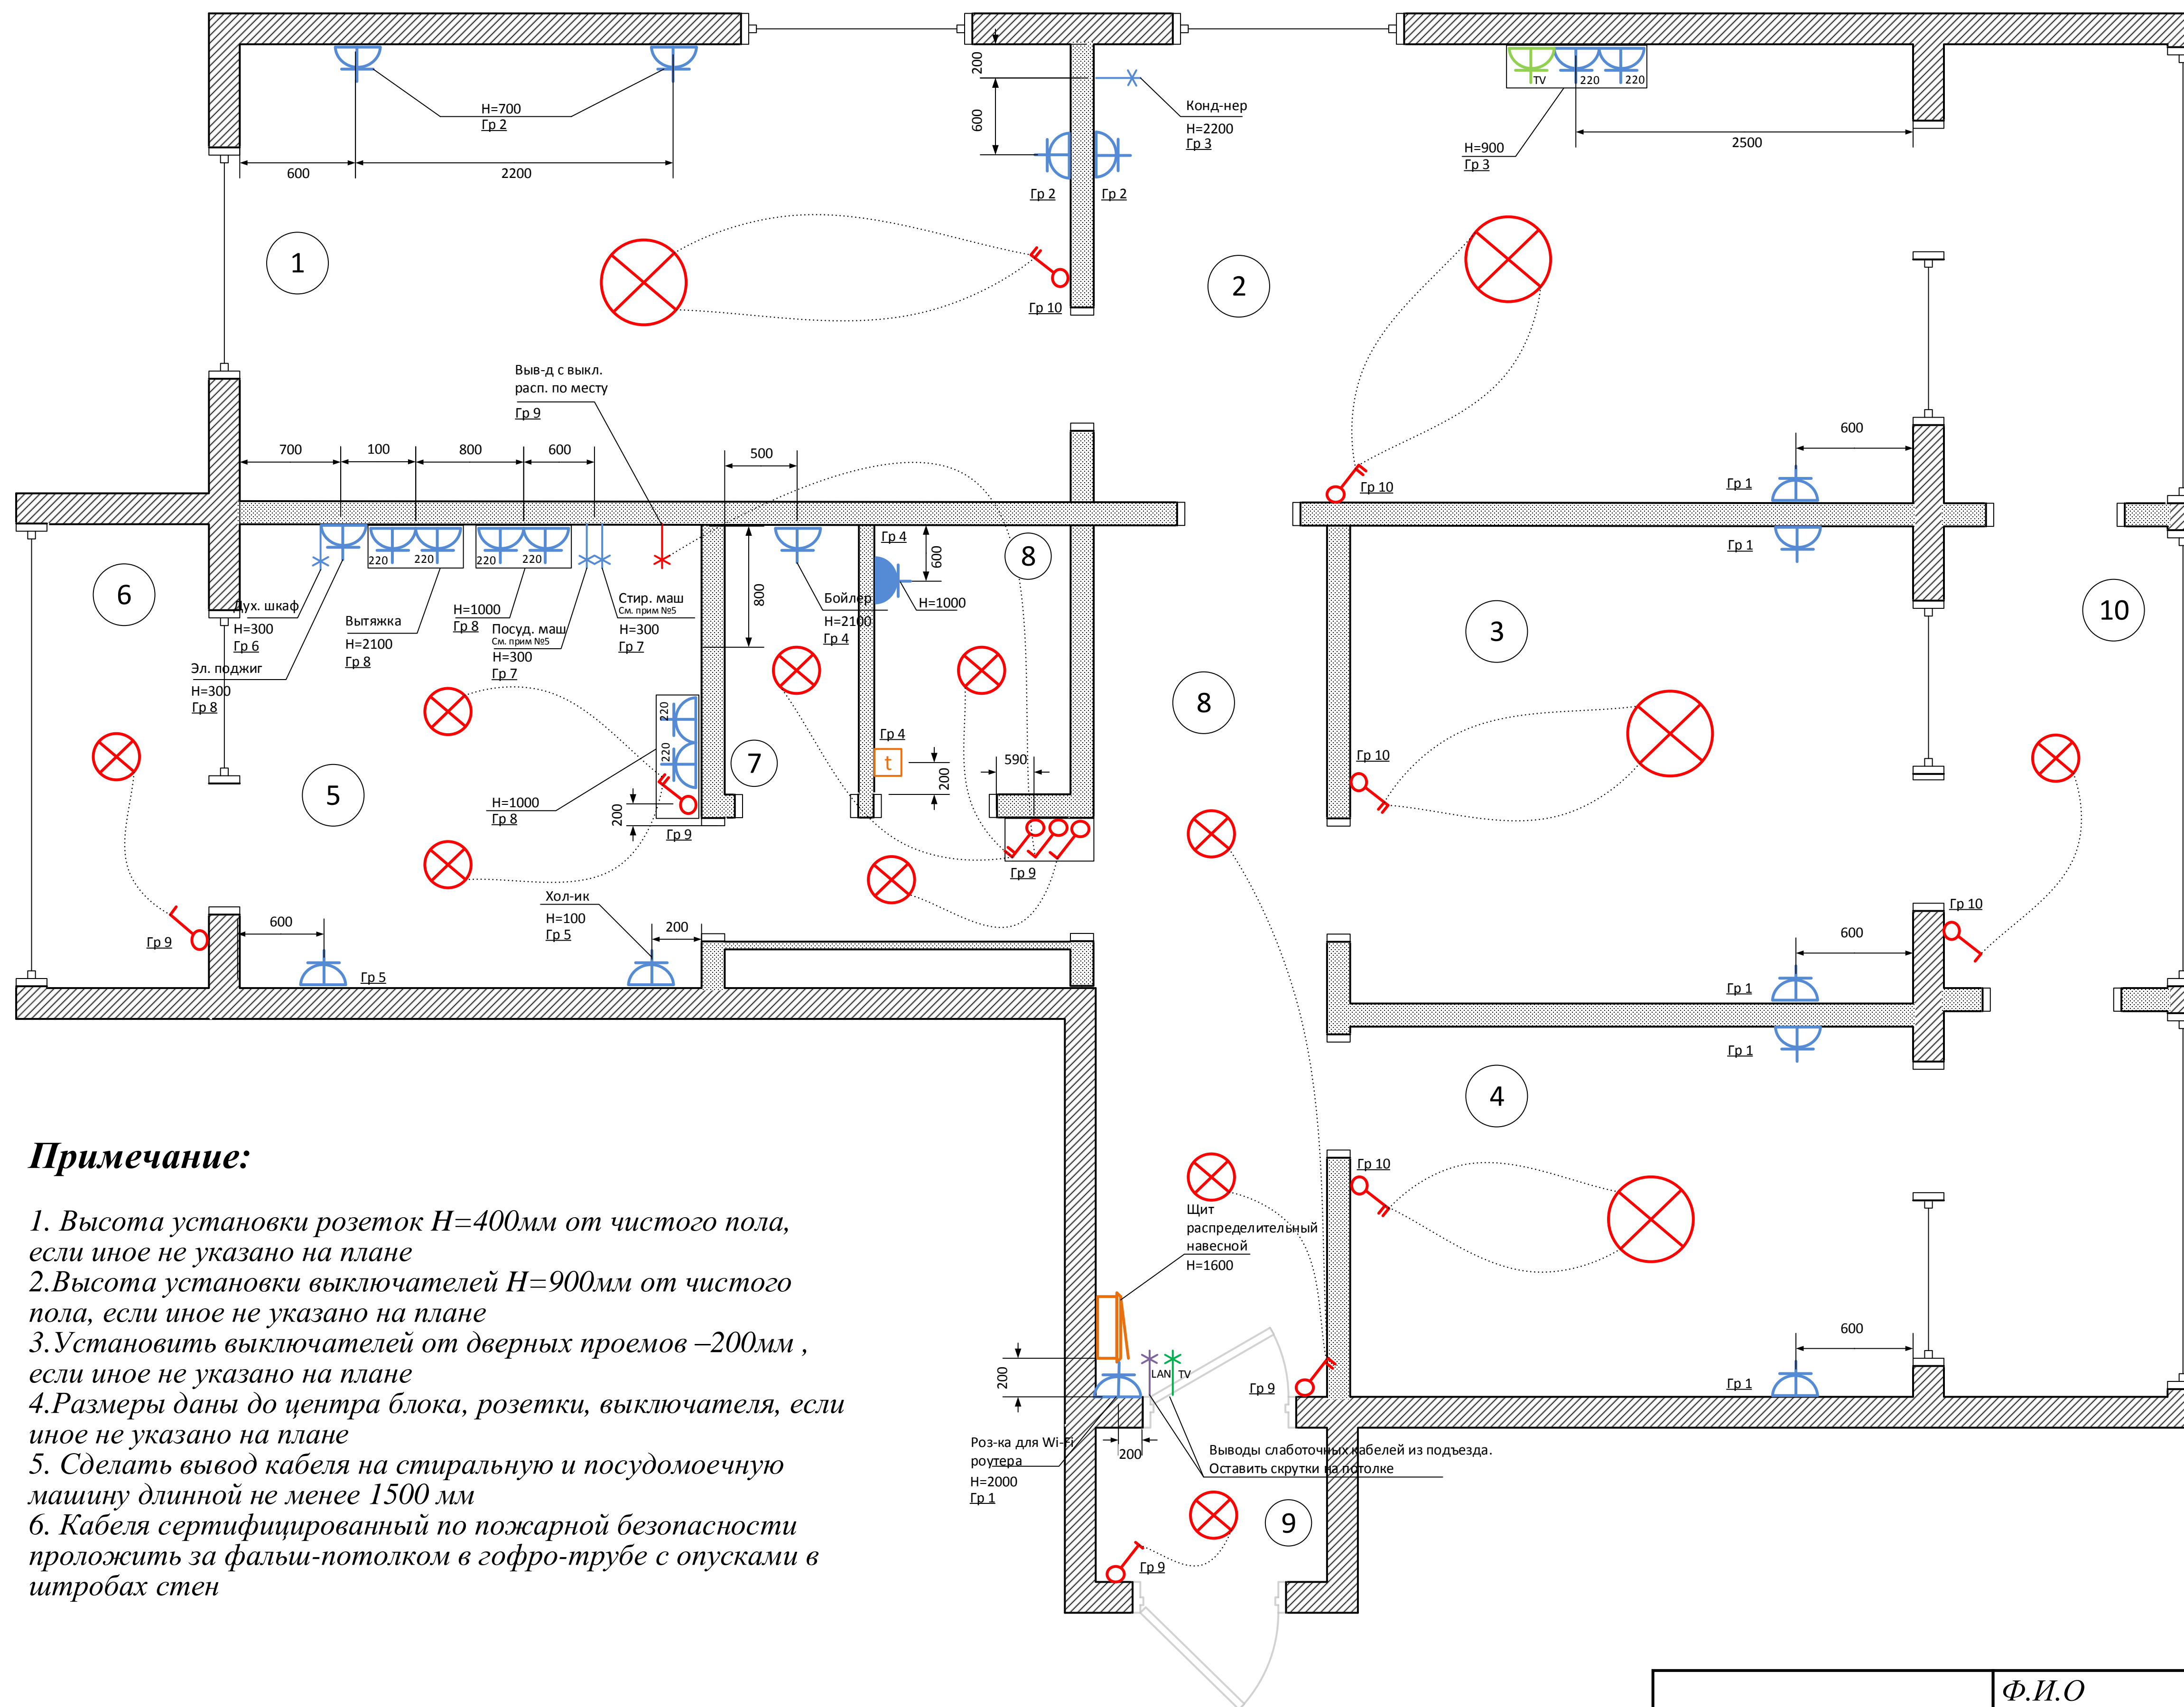 200
600
Конд-нер
H=2200
Гр 3
TV
220
220
2500
H=900
Гр 3
H=700
Гр 2
600
2200
Гр 2
Гр 2
1
2
Гр 10
Выв-д с выкл.
расп. по месту
Гр 9
700
100
800
600
500
600
Гр 1
Гр 10
Гр 1
6
220
220
220
220
Дух. шкаф
H=300
Гр 6
Эл. поджиг
H=300
Гр 8
Вытяжка
H=2100
Гр 8
H=1000
Гр 8
Посуд. маш
См. прим №5
H=300
Гр 7
Стир. маш
См. прим №5
H=300
Гр 7
800
Бойлер
H=2100
Гр 4
Гр 4
600
H=1000
8
3
10
8
5
220
220
H=1000
Гр 8
200
Гр 9
7
Гр 4
t
200
590
Гр 9
Гр 10
Гр 10
Гр 9
600
Гр 5
Хол-ик
H=100
Гр 5
200
600
Гр 1
Гр 1
4
Гр 10
Щит
распределительный
навесной
H=1600
600
Гр 1
200
LAN
TV
Гр 9
Роз-ка для Wi-Fi
роутера
H=2000
Гр 1
200
Выводы слаботочных кабелей из подъезда.
Оставить скрутки на потолке
9
Гр 9
Примечание:
1. Высота установки розеток H=400мм от чистого пола,
если иное не указано на плане
2.Высота установки выключателей H=900мм от чистого
пола, если иное не указано на плане
3.Установить выключателей от дверных проемов –200мм ,
если иное не указано на плане
4.Размеры даны до центра блока, розетки, выключателя, если
иное не указано на плане
5. Сделать вывод кабеля на стиральную и посудомоечную
машину длинной не менее 1500 мм
6. Кабеля сертифицированный по пожарной безопасности
проложить за фальш-потолком в гофро-трубе с опусками в
штробах стен
Ф.И.О